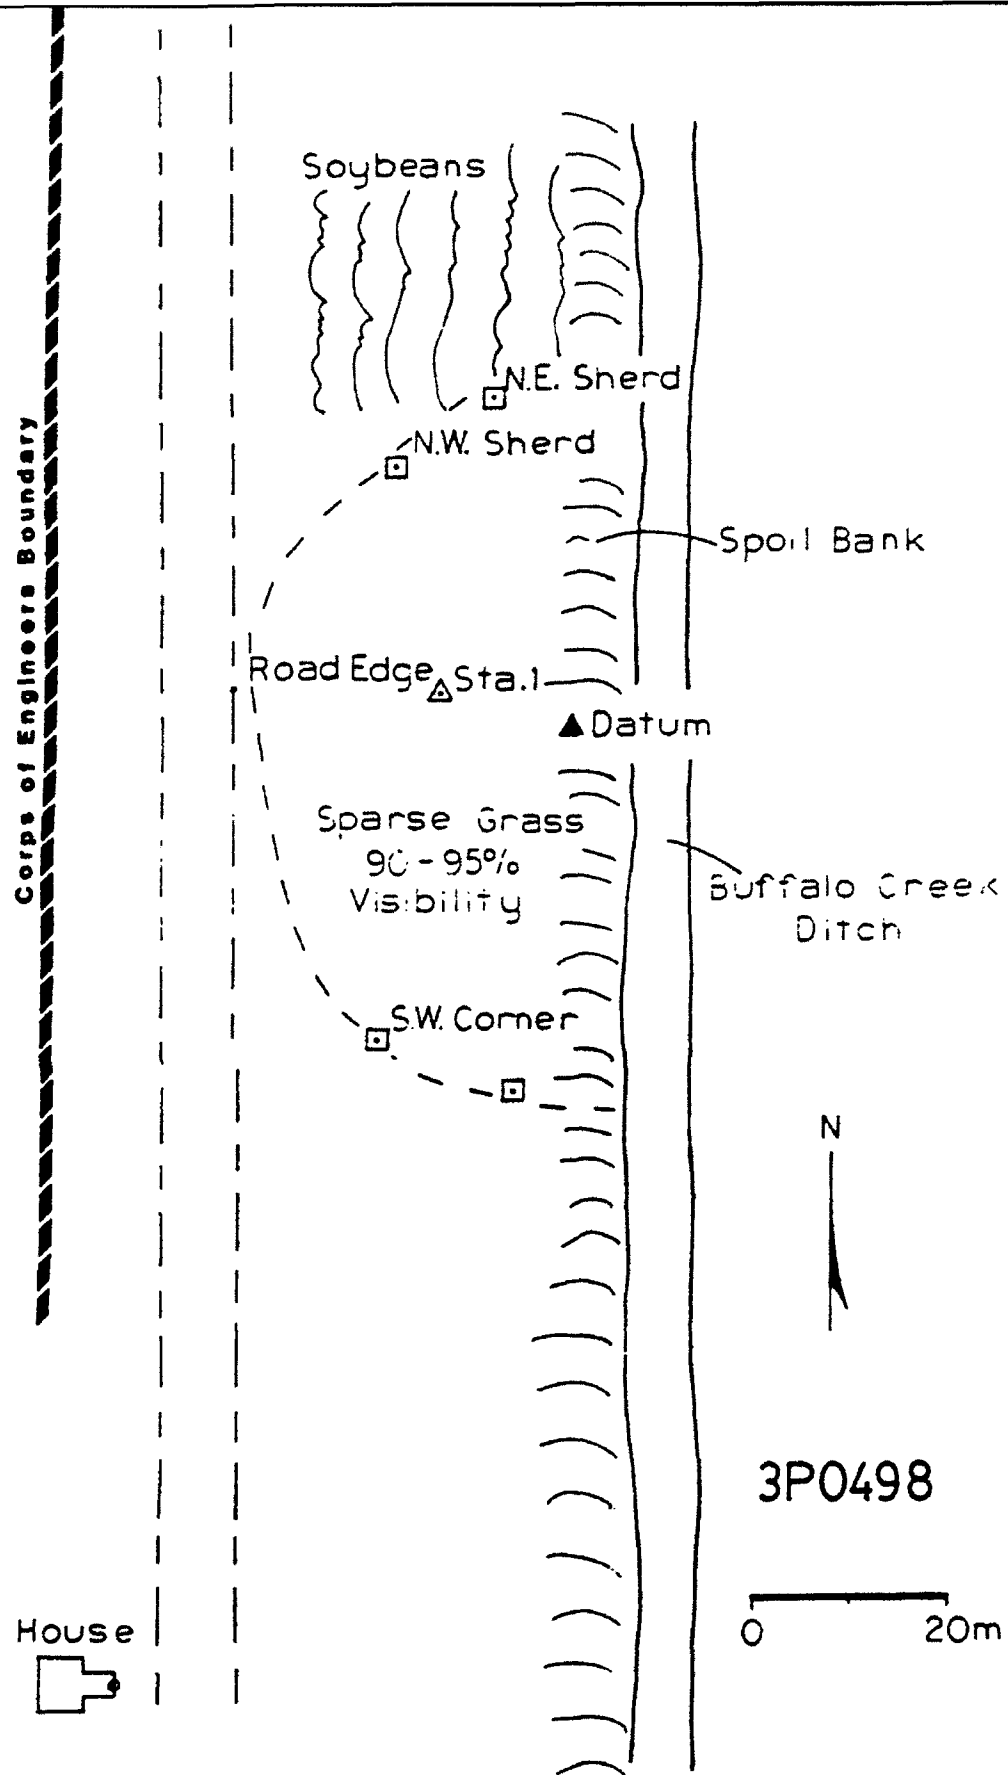 Soybeans
N.E. Sherd
N.W. Sherd
Corps of Engineers Boundary
Spoil Bank
Road Edge
Sta.1
Datum
Sparse Grass
90-95%
Visibility
Buffalo Creek
Ditch
S.W. Corner
N
3PO498
0
20m
House